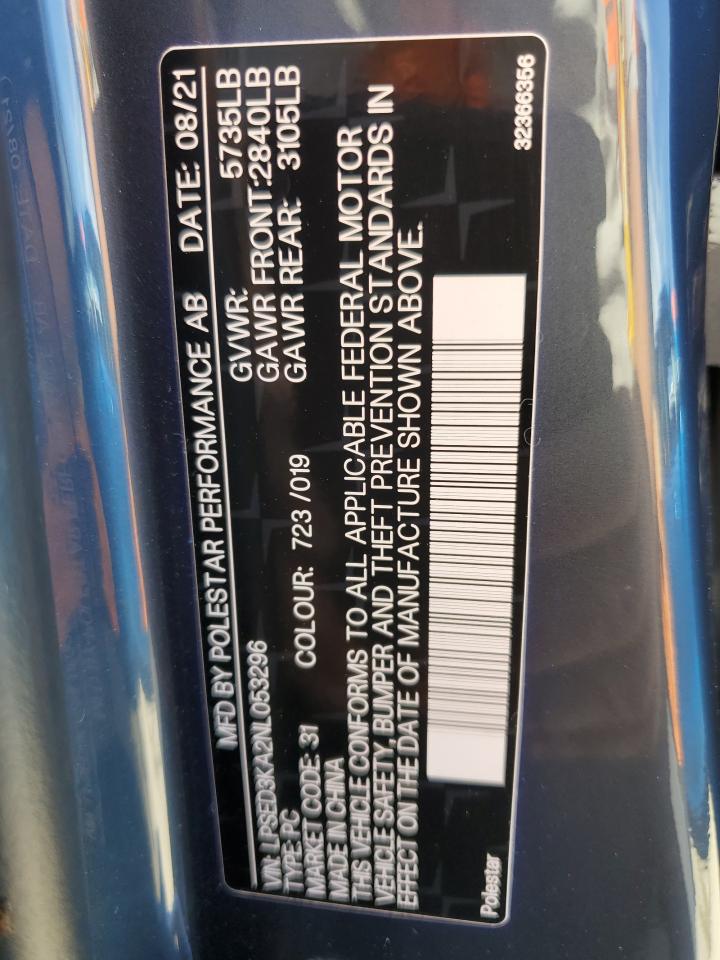 MFD BY POLESTAR PERFORMANCE AB DATE: 08/21
VIN: LPSED3KA2NL053296 GVWR: 5735LB
TYPE: PC GAWR FRONT:2840LB
MARKET CODE: 31 COLOUR: 723 /019 GAWR REAR: 3105LB
MADE IN CHINA
THIS VEHICLE CONFORMS TO ALL APPLICABLE FEDERAL MOTOR
VEHICLE SAFETY, BUMPER AND THEFT PREVENTION STANDARDS IN
EFFECT ON THE DATE OF MANUFACTURE SHOWN ABOVE.
Polestar 32366356